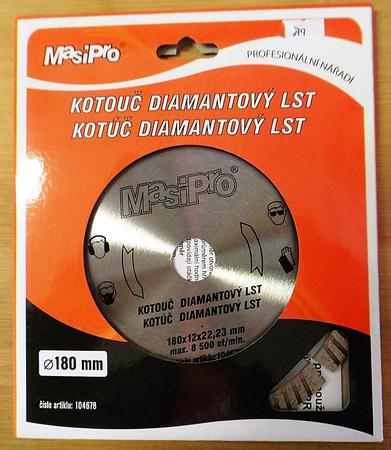 MasiPro
PROFESIONÁLNÍ NÁŘADÍ
KOTOUČ DIAMANTOVÝ LST
KOTÚČ DIAMANTOVÝ LST
MasiPro
KOTOUČ DIAMANTOVÝ LST
KOTÚČ DIAMANTOVÝ LST
180x12x22,23 mm
max. 8 500 ot/min.
⌀180 mm
číslo artiklu: 104678